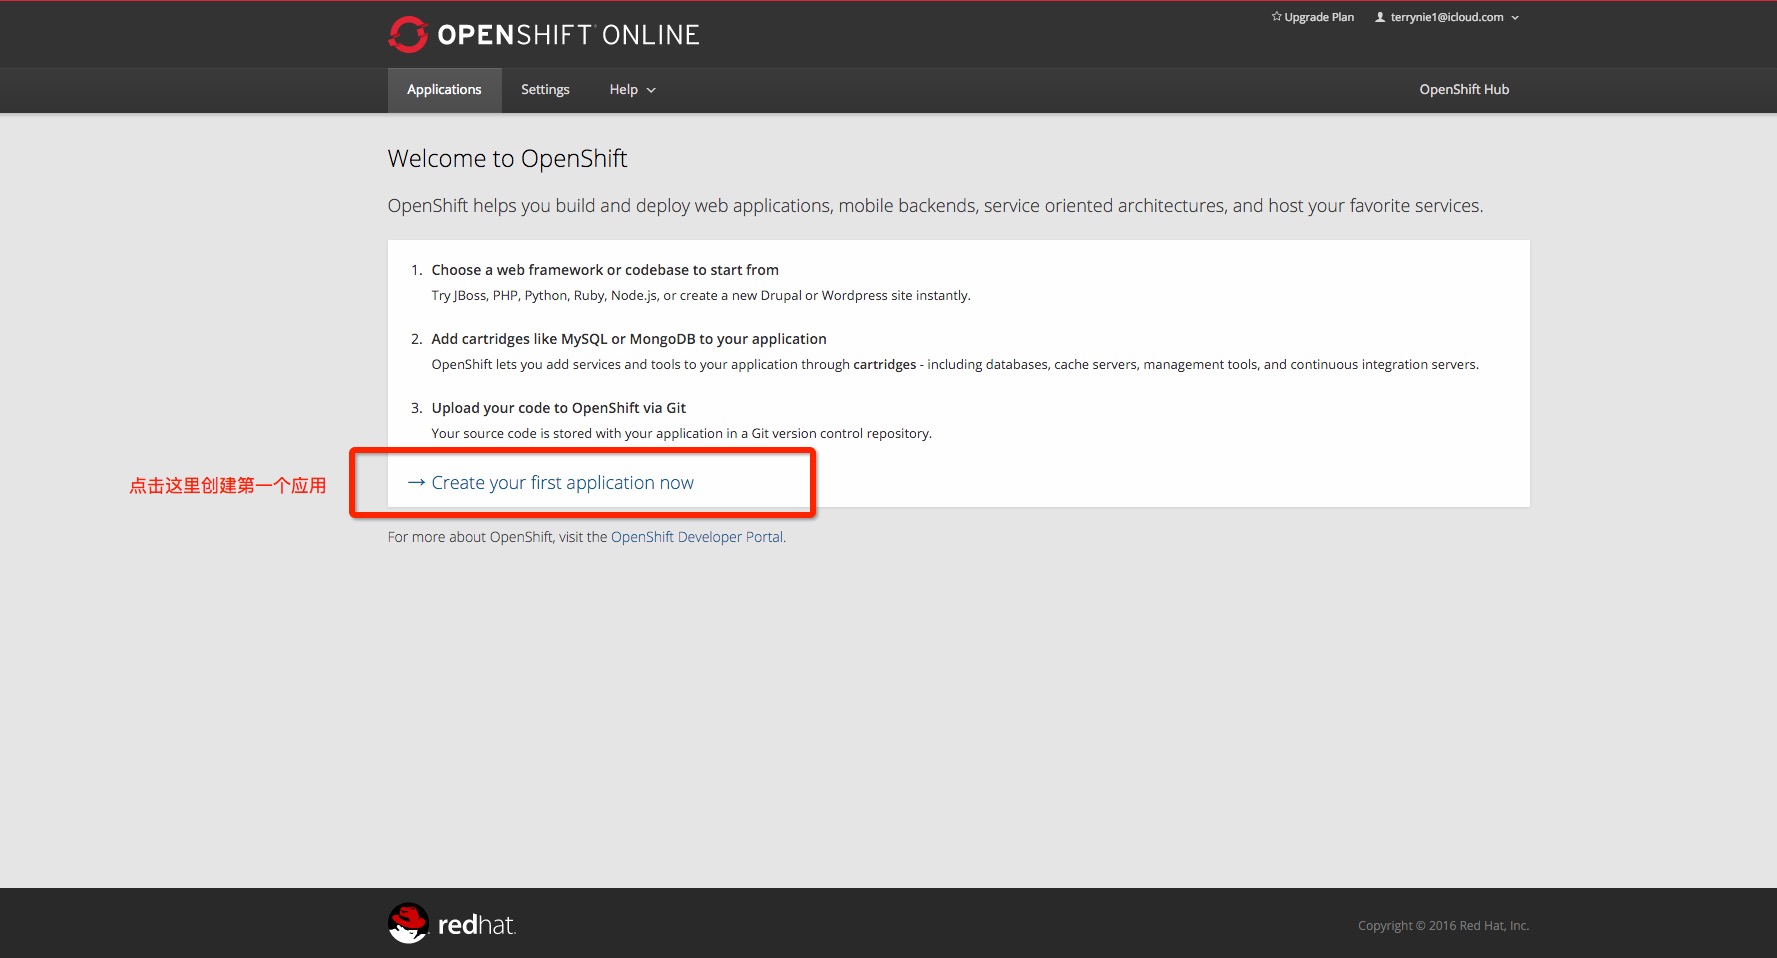 OPENSHIFT ONLINE
Upgrade Plan
terrynie1@icloud.com
Applications
Settings
Help
OpenShift Hub
Welcome to OpenShift
OpenShift helps you build and deploy web applications, mobile backends, service oriented architectures, and host your favorite services.
1. Choose a web framework or codebase to start from
Try JBoss, PHP, Python, Ruby, Node.js, or create a new Drupal or Wordpress site instantly.
2. Add cartridges like MySQL or MongoDB to your application
OpenShift lets you add services and tools to your application through cartridges - including databases, cache servers, management tools, and continuous integration servers.
3. Upload your code to OpenShift via Git
Your source code is stored with your application in a Git version control repository.
点击这里创建第一个应用
→ Create your first application now
For more about OpenShift, visit the OpenShift Developer Portal.
redhat.
Copyright © 2016 Red Hat, Inc.